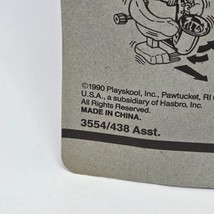 ©1990 Playskool, Inc., Pawtucket, RI
U.S.A., a subsidiary of Hasbro, Inc.
All Rights Reserved.
MADE IN CHINA.
3554/438 Asst.